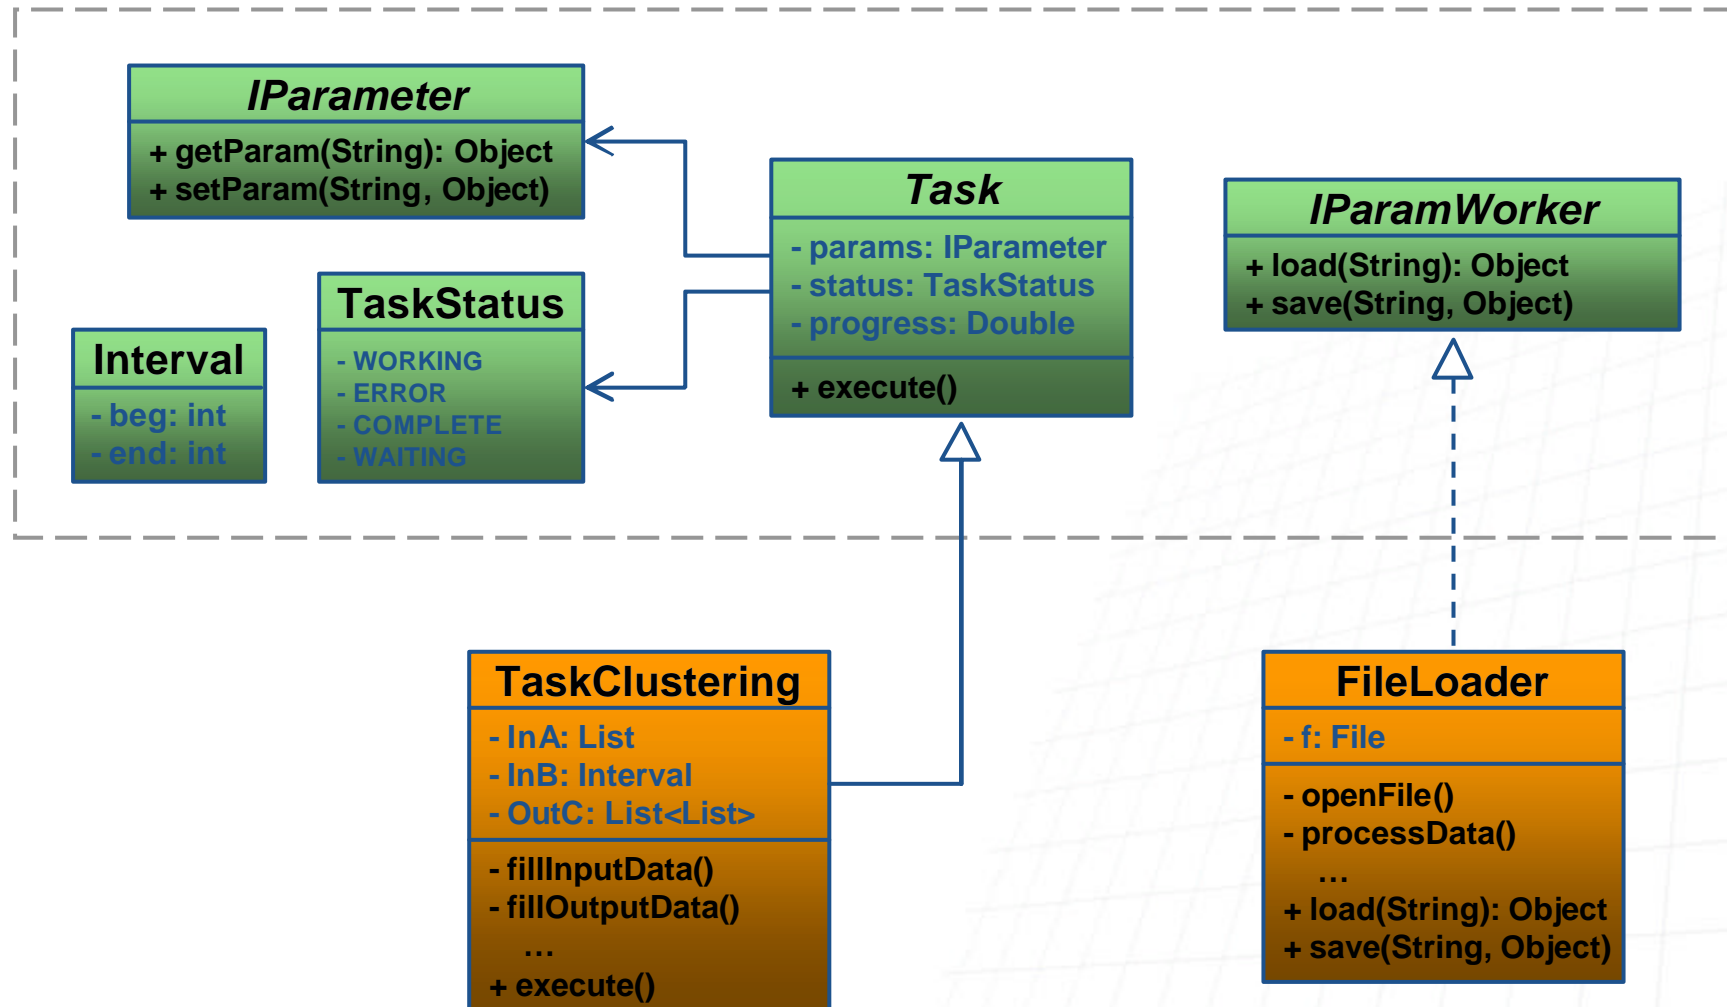 IParameter
+ getParam(String): Object
+ setParam(String, Object)
Task
- params: IParameter
- status: TaskStatus
- progress: Double
+ execute()
IParamWorker
+ load(String): Object
+ save(String, Object)
TaskStatus
- WORKING
- ERROR
- COMPLETE
- WAITING
Interval
- beg: int
- end: int
TaskClustering
- InA: List
- InB: Interval
- OutC: List<List>
- fillInputData()
- fillOutputData()
...
+ execute()
FileLoader
- f: File
- openFile()
- processData()
...
+ load(String): Object
+ save(String, Object)